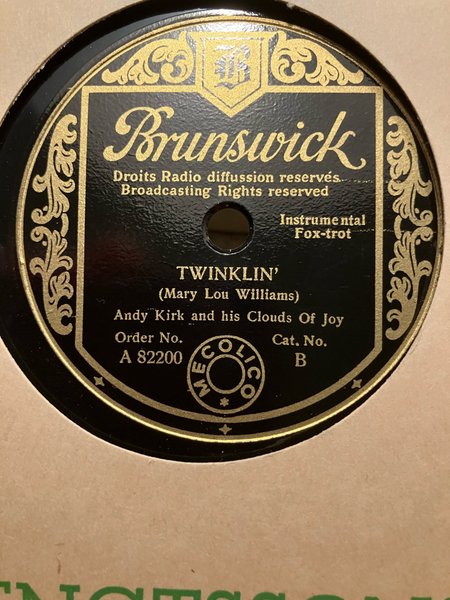 B
Brunswick
Droits Radio diffussion reservés
Broadcasting Rights reserved
Instrumental
Fox-trot
TWINKLIN'
(Mary Lou Williams)
Andy Kirk and his Clouds Of Joy
Order No. Cat. No.
A 82200 B
MECOLICO